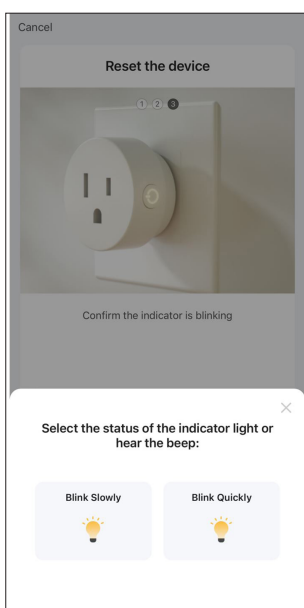 Cancel
Reset the device
1 2 3
Confirm the indicator is blinking
Select the status of the indicator light or
hear the beep:
Blink Slowly
Blink Quickly